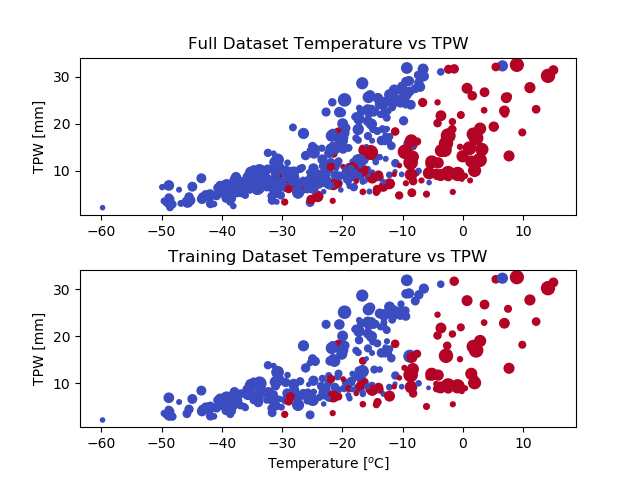 Full Dataset Temperature vs TPW
30
20
10
TPW [mm]
−60 −50 −40 −30 −20 −10 0 10
Training Dataset Temperature vs TPW
30
20
10
TPW [mm]
−60 −50 −40 −30 −20 −10 0 10
Temperature [°C]